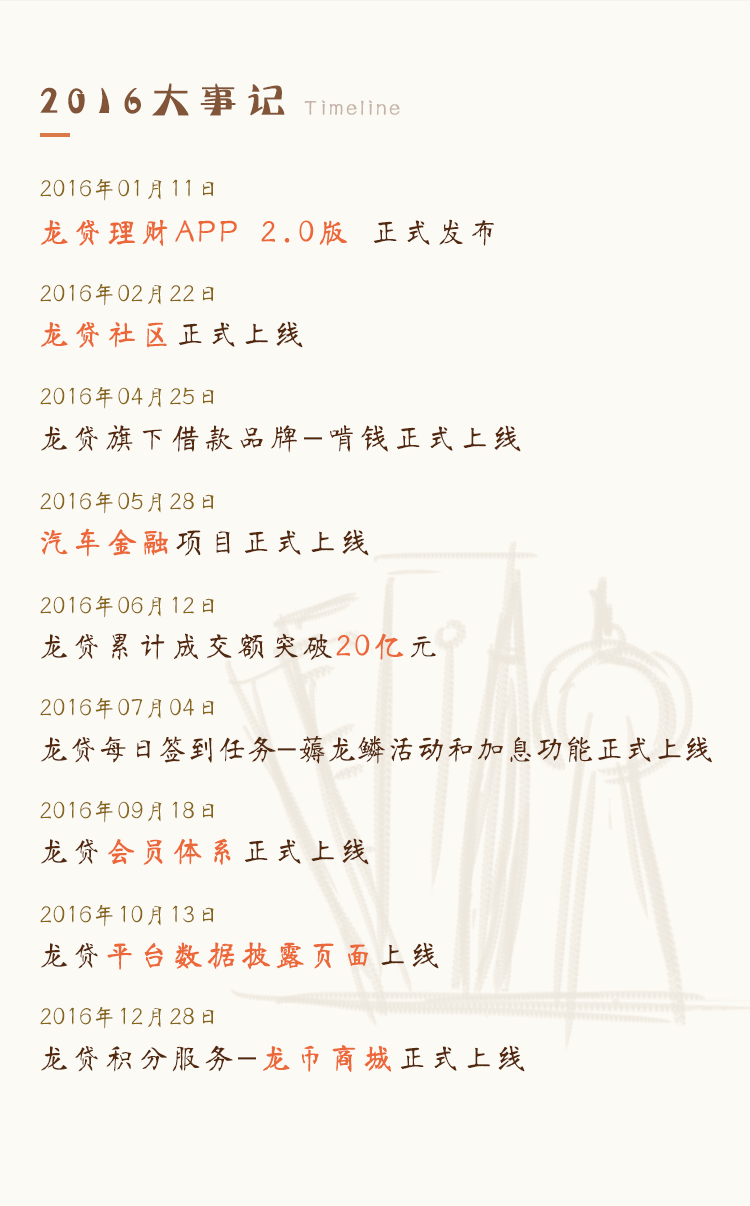 2016大事记 Timeline
2016年01月11日
龙贷理财APP 2.0版 正式发布
2016年02月22日
龙贷社区正式上线
2016年04月25日
龙贷旗下借款品牌—啃钱正式上线
2016年05月28日
汽车金融项目正式上线
2016年06月12日
龙贷累计成交额突破20亿元
2016年07月04日
龙贷每日签到任务—薅龙鳞活动和加息功能正式上线
2016年09月18日
龙贷会员体系正式上线
2016年10月13日
龙贷平台数据披露页面上线
2016年12月28日
龙贷积分服务—龙币商城正式上线